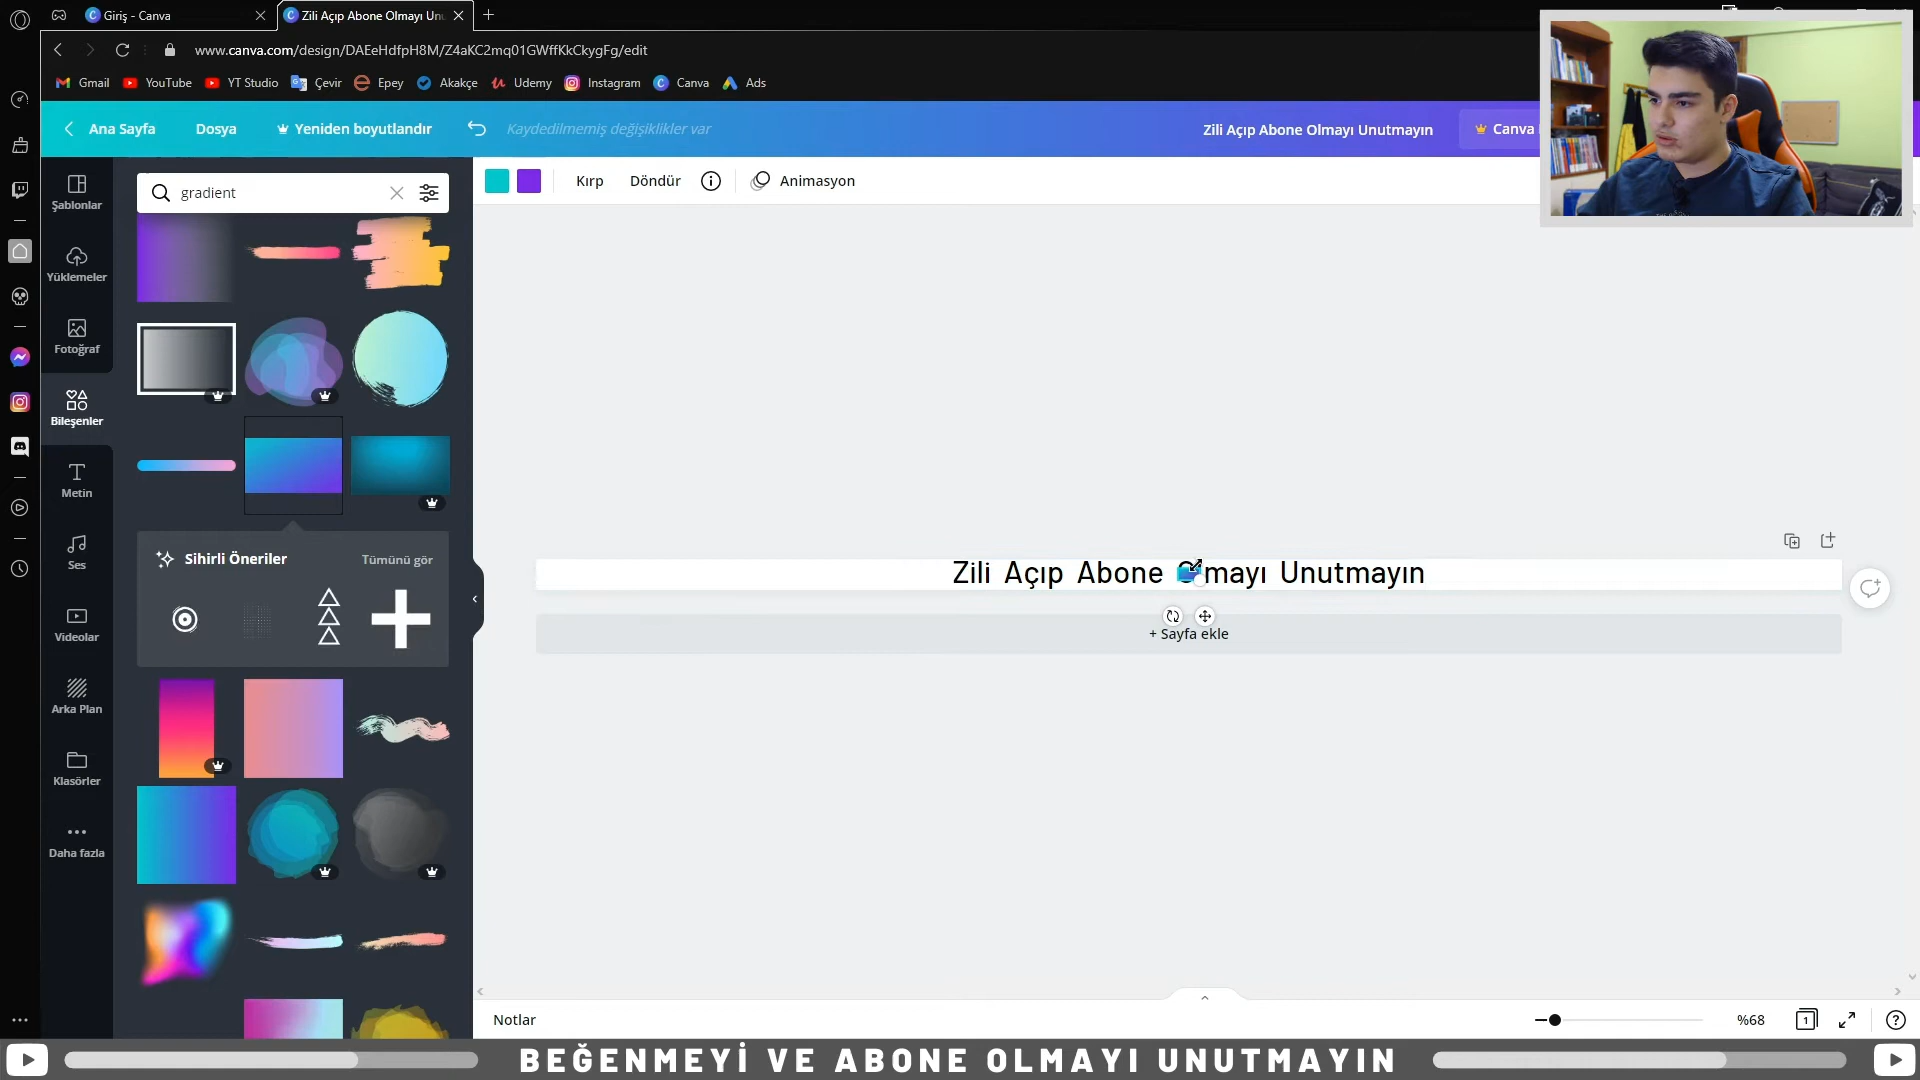 Giriş - Canva
Zili Açıp Abone Olmayı Un
www.canva.com/design/DAEeHdfpH8M/Z4aKC2mq01GWffKkCkygFg/edit
Gmail
YouTube
YT Studio
Çevir
Epey
Akakçe
Udemy
Instagram
Canva
Ads
Ana Sayfa
Dosya
Yeniden boyutlandır
Kaydedilmemiş değişiklikler var
Zili Açıp Abone Olmayı Unutmayın
Canva
gradient
Kırp
Döndür
Animasyon
Şablonlar
Yüklemeler
Fotoğraf
Bileşenler
Metin
Ses
Videolar
Arka Plan
Klasörler
Daha fazla
Sihirli Öneriler
Tümünü gör
Zili Açıp Abone Olmayı Unutmayın
+ Sayfa ekle
Notlar
%68
1
BEĞENMEYİ VE ABONE OLMAYI UNUTMAYIN